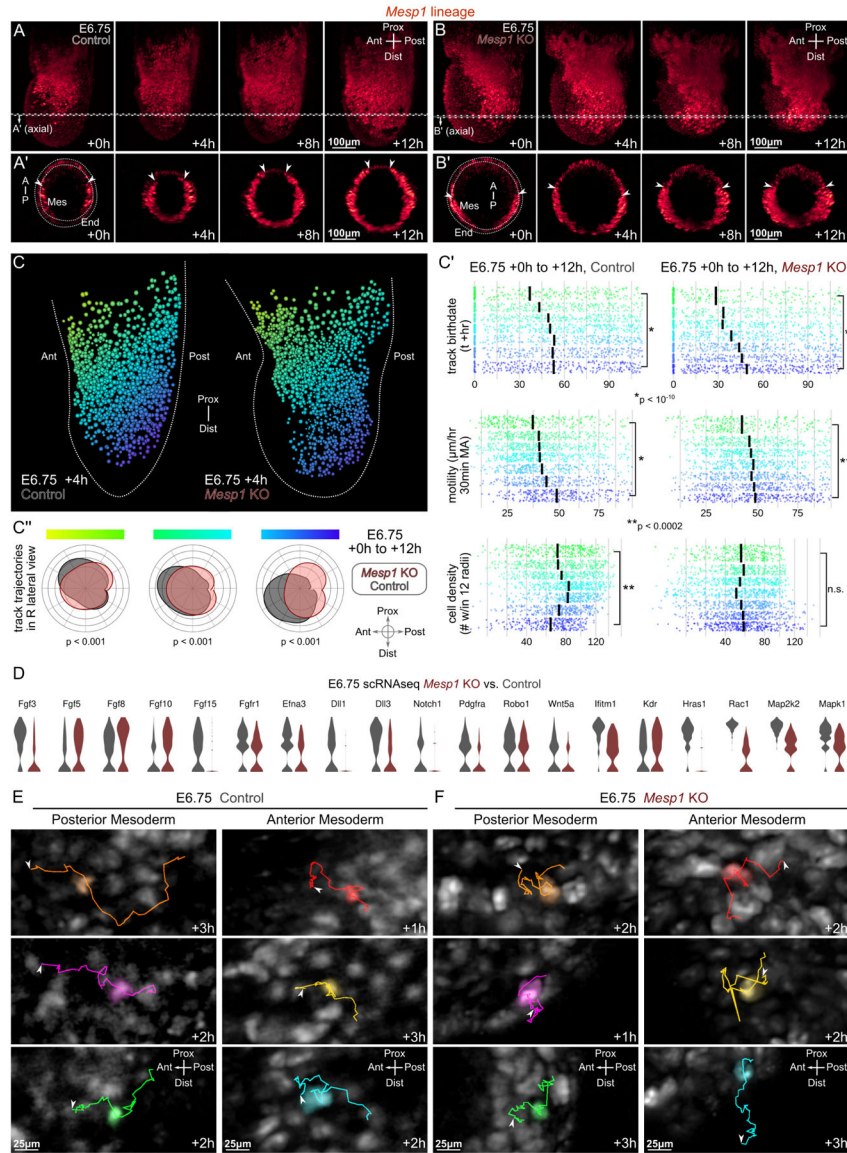 Mesp1 lineage
A
E6.75
Control
Prox
Ant
Post
Dist
A' (axial)
+0h
+4h
+8h
100µm
+12h
B
E6.75
Mesp1 KO
Prox
Ant
Post
Dist
B' (axial)
+0h
+4h
+8h
100µm
+12h
A'
A
P
Mes
End
+0h
+4h
+8h
100µm
+12h
B'
A
P
Mes
End
+0h
+4h
+8h
100µm
+12h
C
Ant
Post
Ant
Post
Prox
Dist
E6.75 +4h
Control
E6.75 +4h
Mesp1 KO
C'
E6.75 +0h to +12h, Control
E6.75 +0h to +12h, Mesp1 KO
track birthdate
(t +hr)
*
*
0 30 60 90
0 30 60 90
*p < 10-10
motility (µm/hr
30min MA)
*
**
25 50 75
25 50 75
**p < 0.0002
cell density
(# w/in 12 radii)
**
n.s.
40 80 120
40 80 120
C''
E6.75
+0h to +12h
Mesp1 KO
Control
track trajectories
in R lateral view
p < 0.001
p < 0.001
p < 0.001
Prox
Ant
Post
Dist
D
E6.75 scRNAseq Mesp1 KO vs. Control
Fgf3 Fgf5 Fgf8 Fgf10 Fgf15 Fgfr1 Efna3 Dll1 Dll3 Notch1 Pdgfra Robo1 Wnt5a Ifitm1 Kdr Hras1 Rac1 Map2k2 Mapk1
E
E6.75 Control
Posterior Mesoderm
Anterior Mesoderm
+3h
+1h
+2h
+3h
Prox
Ant
Post
Dist
25µm
+2h
Prox
Ant
Post
Dist
25µm
+2h
F
E6.75 Mesp1 KO
Posterior Mesoderm
Anterior Mesoderm
+2h
+2h
+1h
+2h
Prox
Ant
Post
Dist
25µm
+3h
Prox
Ant
Post
Dist
25µm
+3h